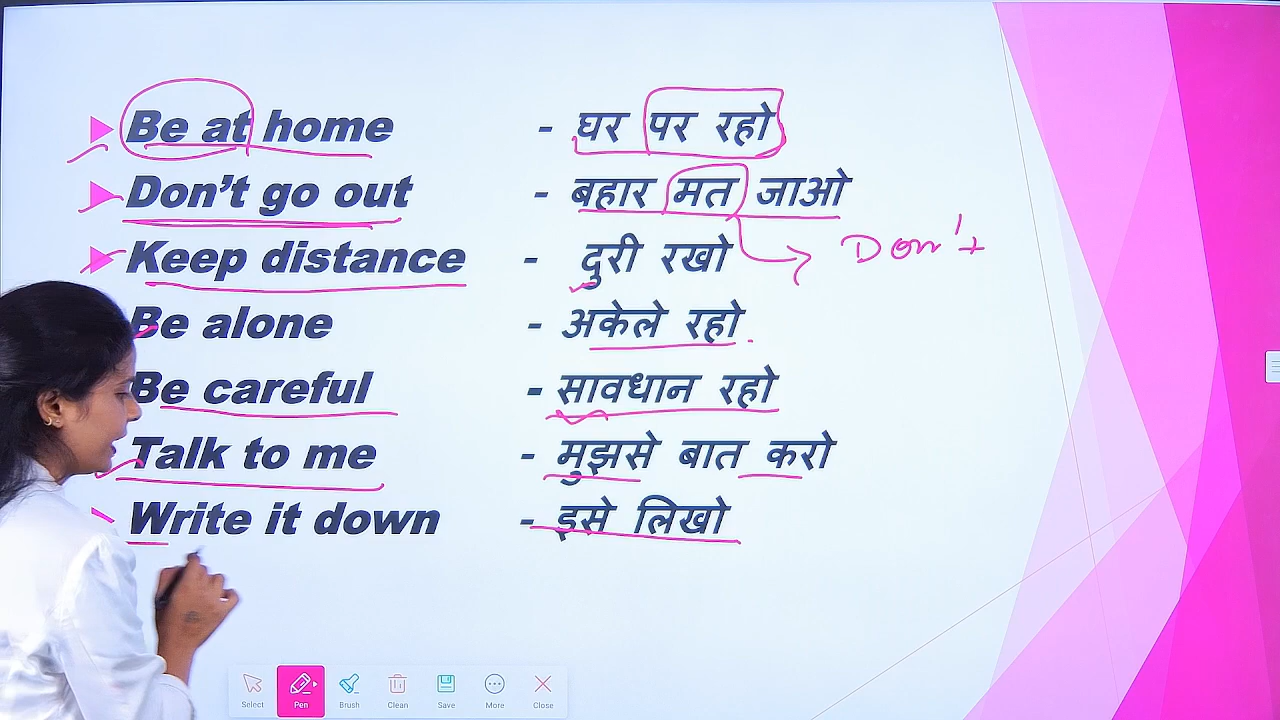 Be at home - घर पर रहो
Don't go out - बहार मत जाओ
Don't
Keep distance - दुरी रखो
Be alone - अकेले रहो
Be careful - सावधान रहो
Talk to me - मुझसे बात करो
Write it down - इसे लिखो
Select Pen Brush Clean Save More Close